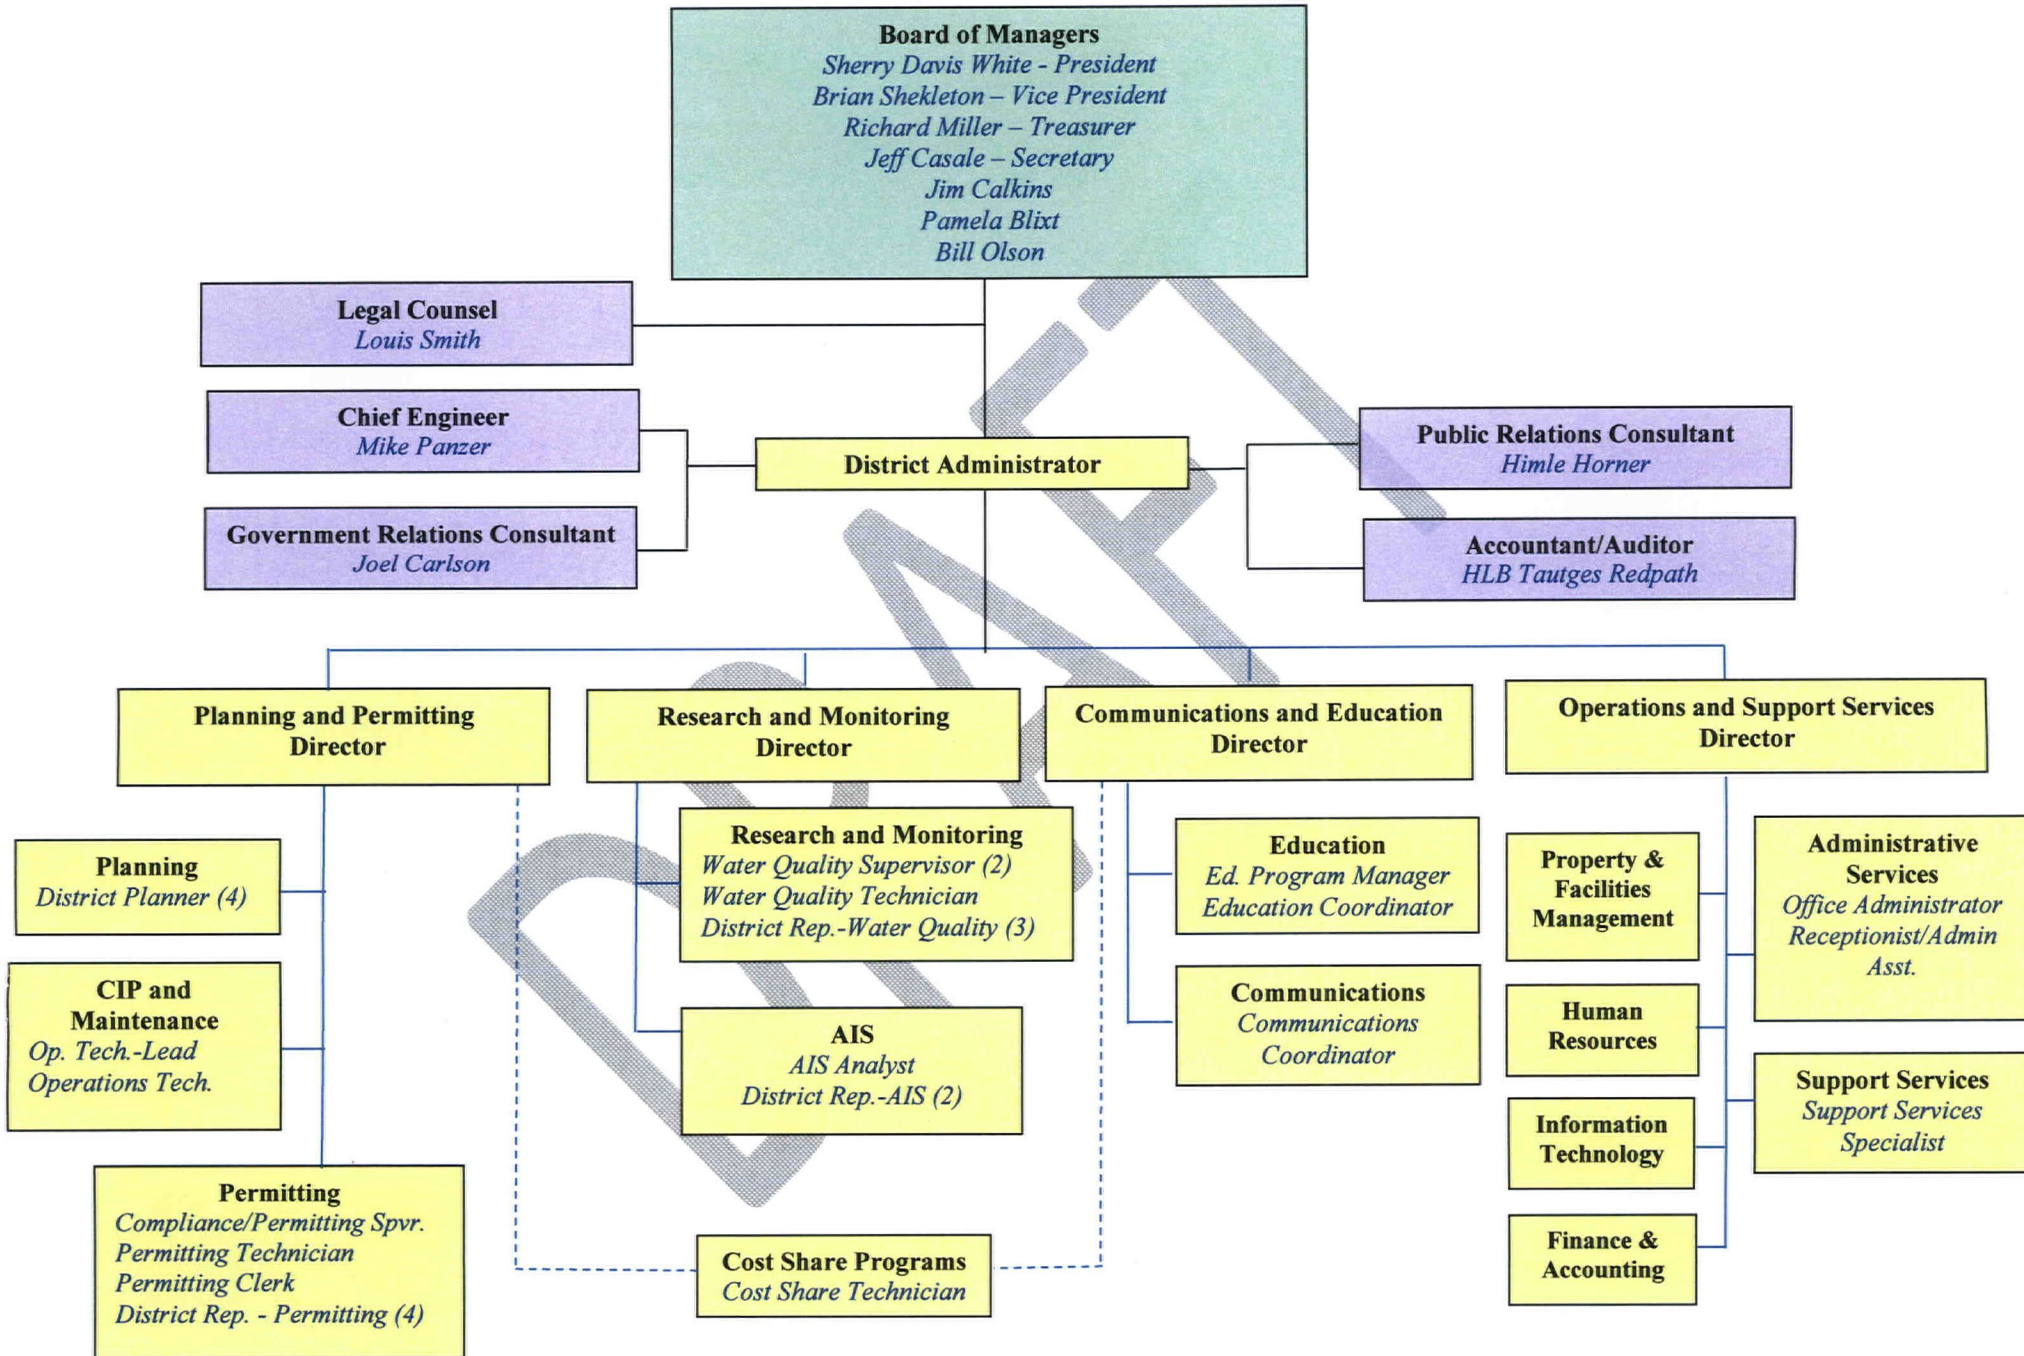 Board of Managers
Sherry Davis White - President
Brian Shekleton – Vice President
Richard Miller – Treasurer
Jeff Casale – Secretary
Jim Calkins
Pamela Blixt
Bill Olson
Legal Counsel
Louis Smith
Chief Engineer
Mike Panzer
Government Relations Consultant
Joel Carlson
District Administrator
Public Relations Consultant
Himle Horner
Accountant/Auditor
HLB Tautges Redpath
DRAFT
Planning and Permitting
Director
Research and Monitoring
Director
Communications and Education
Director
Operations and Support Services
Director
Planning
District Planner (4)
CIP and
Maintenance
Op. Tech.-Lead
Operations Tech.
Permitting
Compliance/Permitting Spvr.
Permitting Technician
Permitting Clerk
District Rep. - Permitting (4)
Research and Monitoring
Water Quality Supervisor (2)
Water Quality Technician
District Rep.-Water Quality (3)
AIS
AIS Analyst
District Rep.-AIS (2)
Cost Share Programs
Cost Share Technician
Education
Ed. Program Manager
Education Coordinator
Communications
Communications
Coordinator
Property &
Facilities
Management
Human
Resources
Information
Technology
Finance &
Accounting
Administrative
Services
Office Administrator
Receptionist/Admin
Asst.
Support Services
Support Services
Specialist